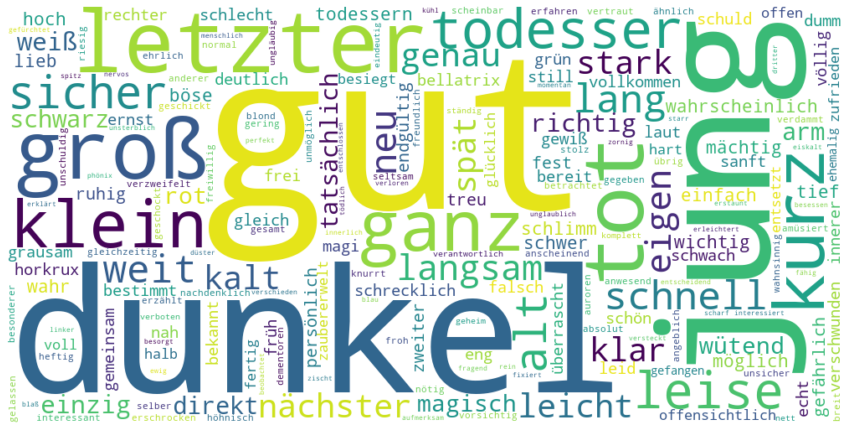 gefürchtet
hoch
riesig
rechter
schlecht
todessern
kühl
scheinbar
erfahren
vertraut
ähnlich
schuld
offen
dumm
weiß
normal
menschlich
ungläubig
lieb
ehrlich
eindeutig
letzter
todesser
genau
grün
still
vollkommen
völlig
zufrieden
spitz
nervös
anderer
geschickt
deutlich
besiegt
bellatrix
stark
dritter
sicher
böse
ernst
schwarz
unschuldig
unsterblich
blond
gering
perfekt
unmöglich
endgültig
freundlich
entschlossen
ständig
momentan
lang
wahrscheinlich
starr
verdammt
eiskalt
richtig
zornig
arm
gewiß
laut
mächtig
stolz
fest
hart
sanft
übrig
ehemalig
groß
gut
neu
tatsächlich
spät
glücklich
jung
kurz
phönix
freiwillig
frei
verloren
seltsam
treu
bereit
betrachtet
gegeben
einfach
tief
ruhig
verzweifelt
rot
geschockt
erklärt
gleich
gesamt
tödlich
unglaublich
tot
eigen
entsetzt
besessen
innerer
klein
ganz
innerlich
schlimm
komplett
erstaunt
erleichtert
amüsiert
grausam
gleichzeitig
düster
magi
schwer
wichtig
schwach
wahnsinnig
horkrux
weit
kalt
knurrt
verantwortlich
anscheinend
anwesend
entscheidend
fähig
wahr
bestimmt
nachdenklich
verschieden
schrecklich
langsam
falsch
auroren
schnell
scharf
interessiert
besonderer
erzählt
verboten
persönlich
zaubererwelt
blau
bekannt
schön
absolut
angeblich
versteckt
verschwunden
gemeinsam
linker
nah
früh
dementoren
froh
geheim
zweiter
alt
überrascht
klar
wütend
möglich
gefährlich
voll
heftig
besorgt
halb
fertig
beobachtet
eng
rein
leid
gefangen
unsicher
dunkel
ewig
zischt
nötig
fragend
fixiert
leise
echt
breit
gelassen
blaß
einzig
selber
direkt
nächster
magisch
vorsichtig
leicht
offensichtlich
nett
interessant
erschrocken
höhnisch
aufmerksam